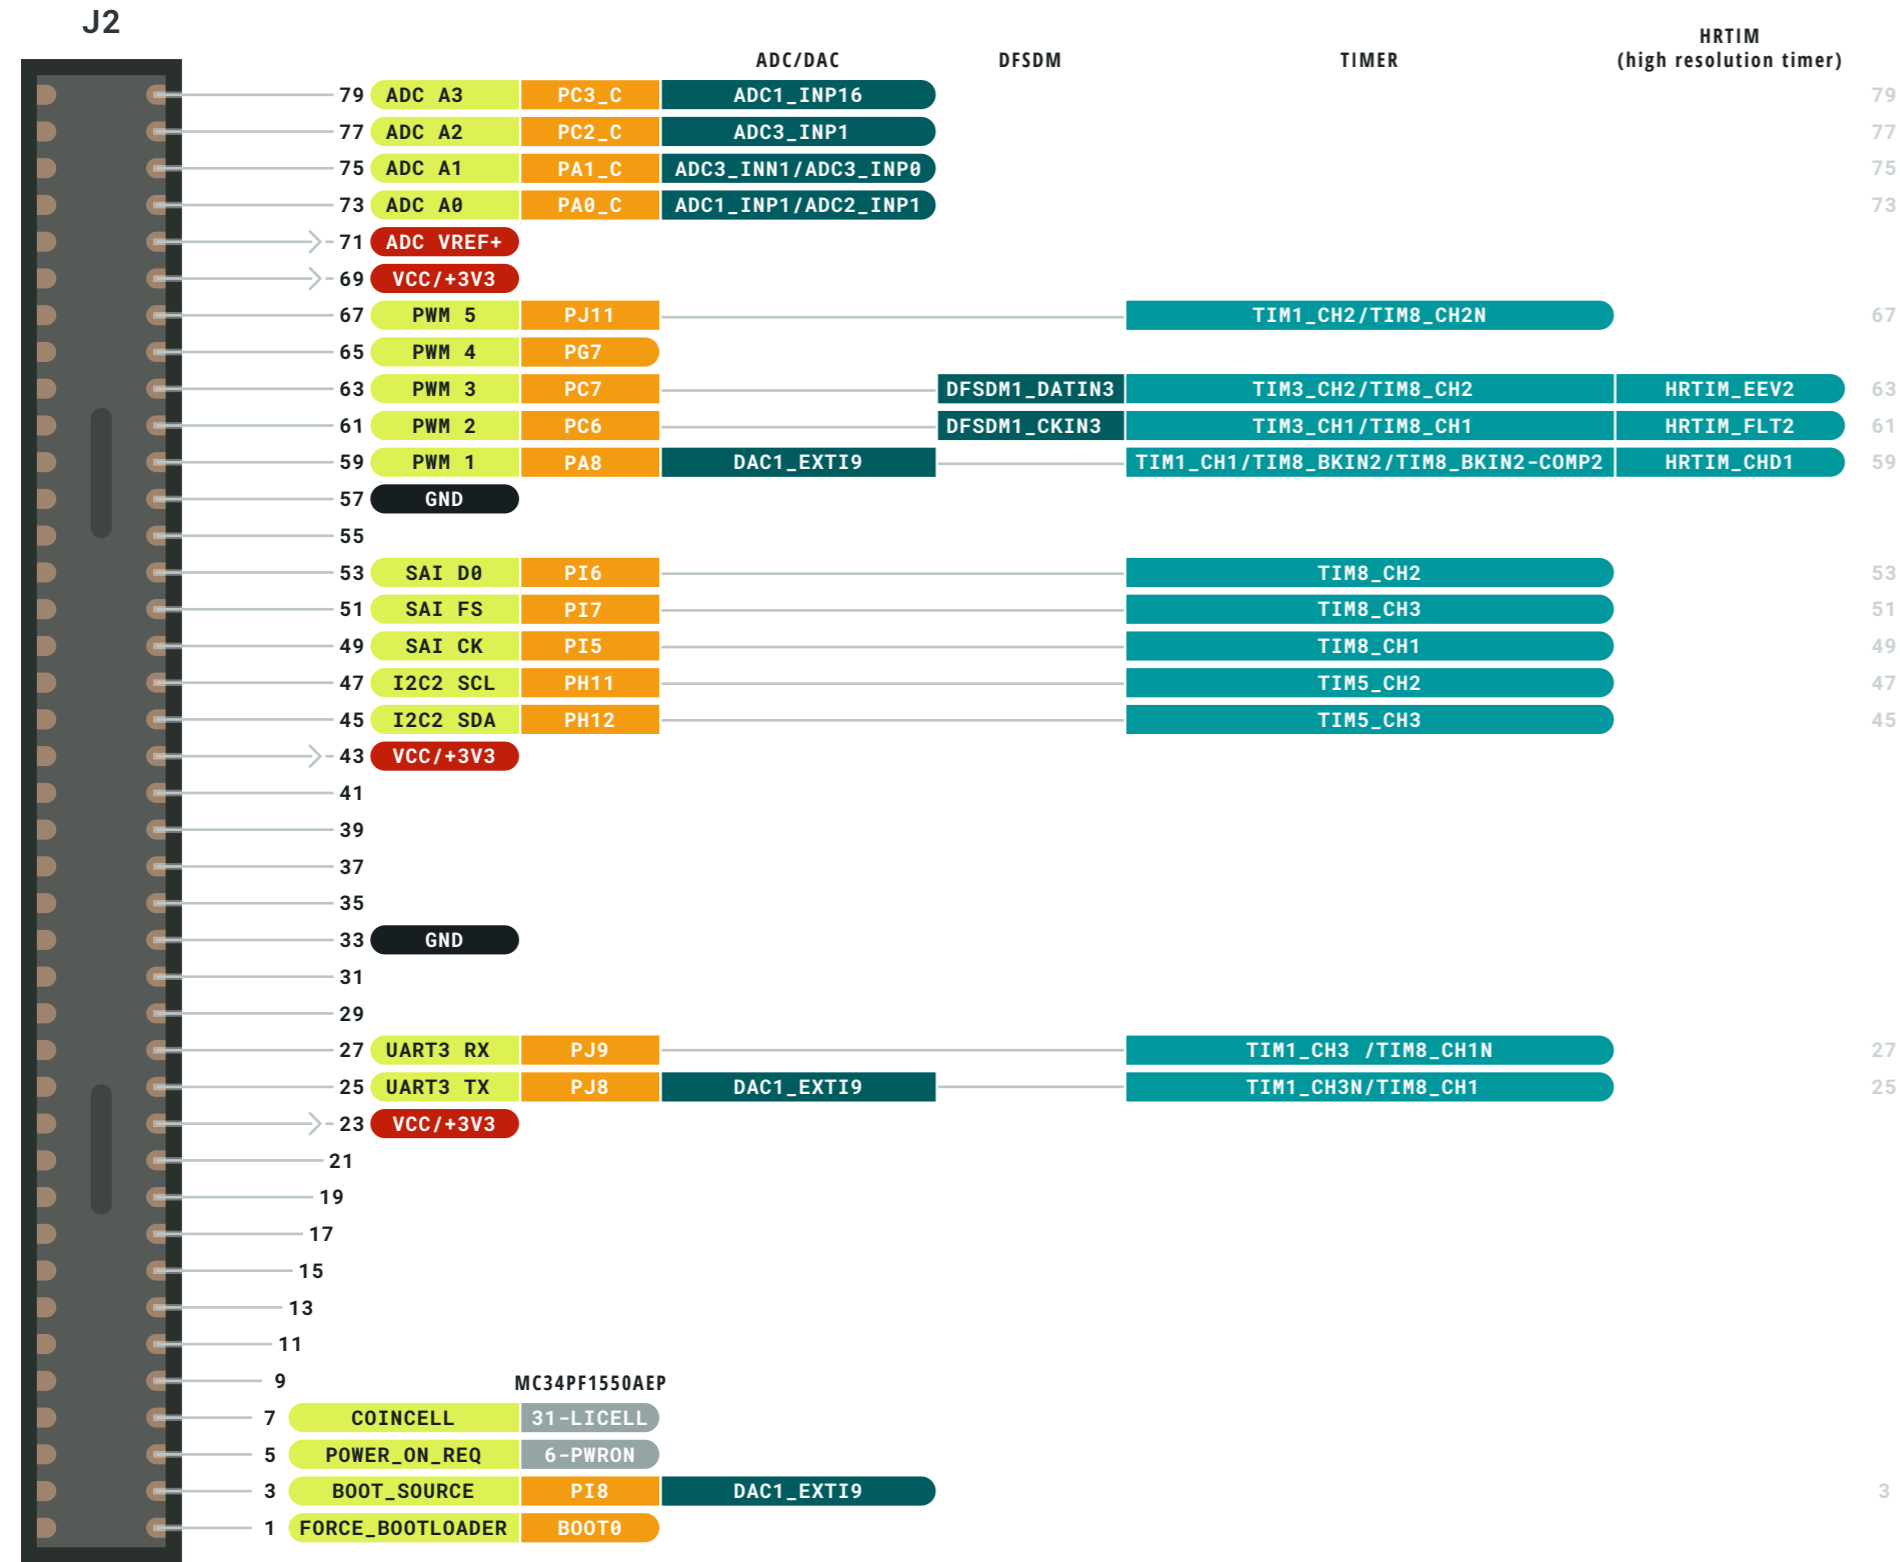 J2
HRTIM
ADC/DAC DFSDM TIMER (high resolution timer)
79 ADC A3 PC3_C ADC1_INP16 79
77 ADC A2 PC2_C ADC3_INP1 77
75 ADC A1 PA1_C ADC3_INN1/ADC3_INP0 75
73 ADC A0 PA0_C ADC1_INP1/ADC2_INP1 73
71 ADC VREF+
69 VCC/+3V3
67 PWM 5 PJ11 TIM1_CH2/TIM8_CH2N 67
65 PWM 4 PG7
63 PWM 3 PC7 DFSDM1_DATIN3 TIM3_CH2/TIM8_CH2 HRTIM_EEV2 63
61 PWM 2 PC6 DFSDM1_CKIN3 TIM3_CH1/TIM8_CH1 HRTIM_FLT2 61
59 PWM 1 PA8 DAC1_EXTI9 TIM1_CH1/TIM8_BKIN2/TIM8_BKIN2-COMP2 HRTIM_CHD1 59
57 GND
55
53 SAI D0 PI6 TIM8_CH2 53
51 SAI FS PI7 TIM8_CH3 51
49 SAI CK PI5 TIM8_CH1 49
47 I2C2 SCL PH11 TIM5_CH2 47
45 I2C2 SDA PH12 TIM5_CH3 45
43 VCC/+3V3
41
39
37
35
33 GND
31
29
27 UART3 RX PJ9 TIM1_CH3 /TIM8_CH1N 27
25 UART3 TX PJ8 DAC1_EXTI9 TIM1_CH3N/TIM8_CH1 25
23 VCC/+3V3
21
19
17
15
13
11
9 MC34PF1550AEP
7 COINCELL 31-LICELL
5 POWER_ON_REQ 6-PWRON
3 BOOT_SOURCE PI8 DAC1_EXTI9 3
1 FORCE_BOOTLOADER BOOT0